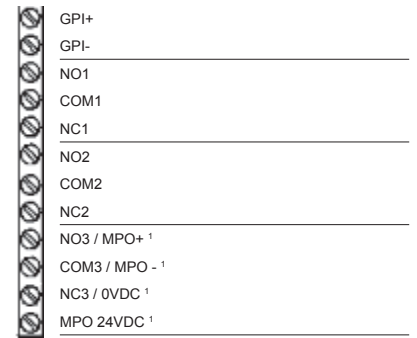 GPI+
GPI-
NO1
COM1
NC1
NO2
COM2
NC2
NO3 / MPO+ ¹
COM3 / MPO - ¹
NC3 / 0VDC ¹
MPO 24VDC ¹